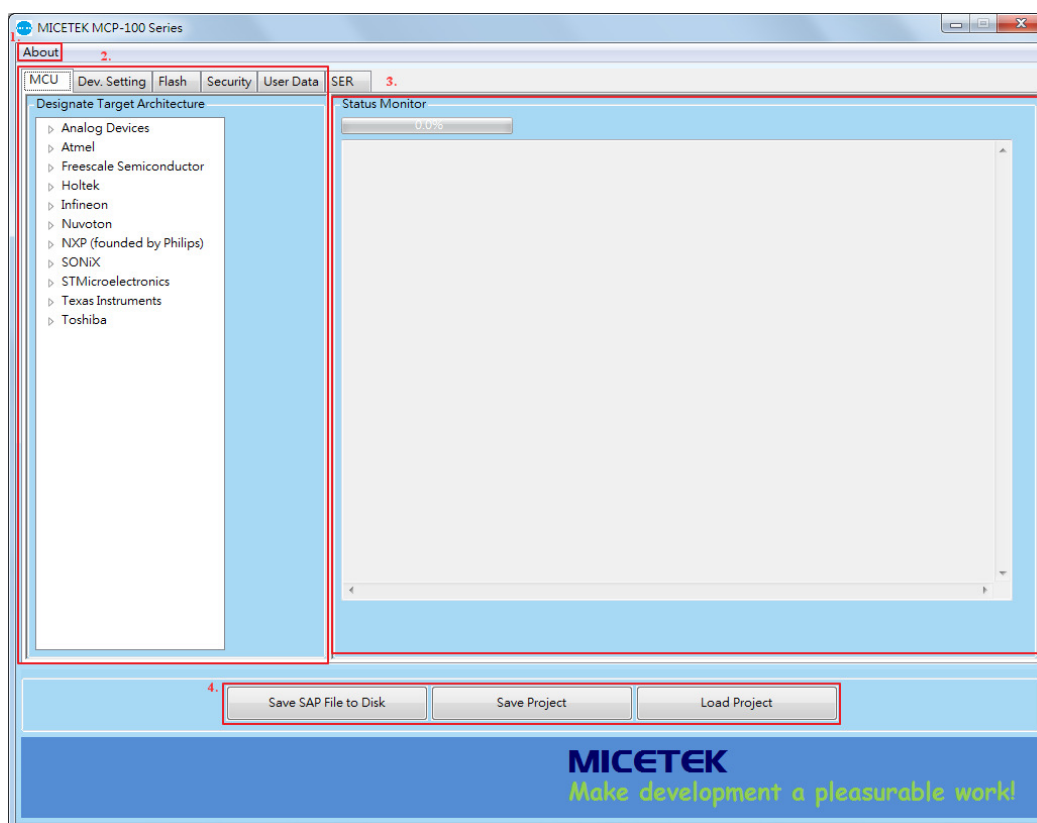 MICETEK MCP-100 Series
1.
About
2.
MCU Dev. Setting Flash Security User Data SER
3.
Designate Target Architecture
Analog Devices
Atmel
Freescale Semiconductor
Holtek
Infineon
Nuvoton
NXP (founded by Philips)
SONiX
STMicroelectronics
Texas Instruments
Toshiba
Status Monitor
0.0%
4.
Save SAP File to Disk Save Project Load Project
MICETEK
Make development a pleasurable work!